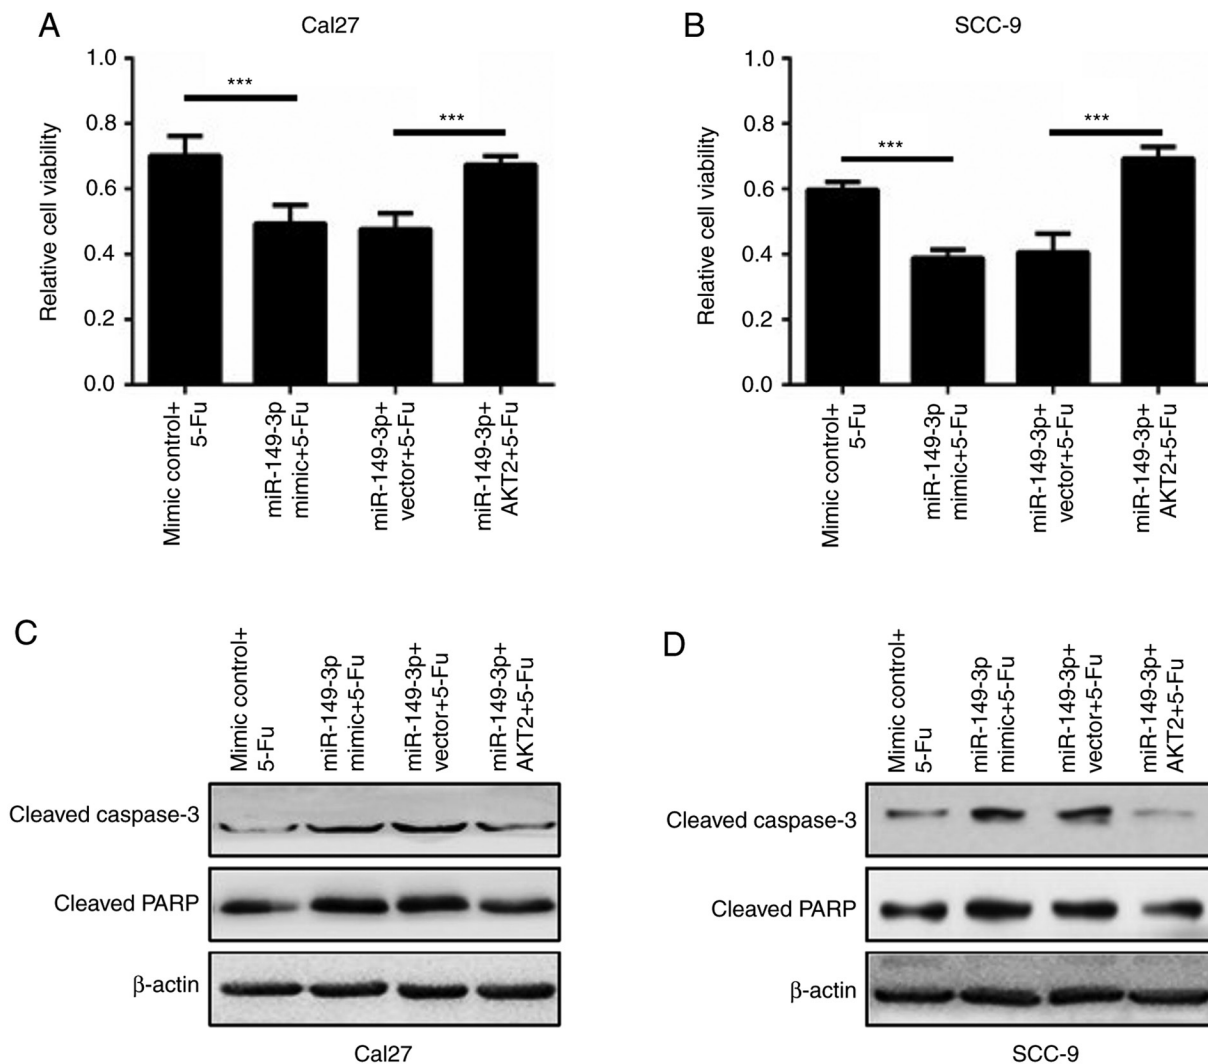 A
Cal27
Relative cell viability
1.0
0.8
0.6
0.4
0.2
0.0
***
***
Mimic control+
5-Fu
miR-149-3p
mimic+5-Fu
miR-149-3p+
vector+5-Fu
miR-149-3p+
AKT2+5-Fu
B
SCC-9
Relative cell viability
1.0
0.8
0.6
0.4
0.2
0.0
***
***
Mimic control+
5-Fu
miR-149-3p
mimic+5-Fu
miR-149-3p+
vector+5-Fu
miR-149-3p+
AKT2+5-Fu
C
Mimic control+
5-Fu
miR-149-3p
mimic+5-Fu
miR-149-3p+
vector+5-Fu
miR-149-3p+
AKT2+5-Fu
Cleaved caspase-3
Cleaved PARP
β-actin
Cal27
D
Mimic control+
5-Fu
miR-149-3p
mimic+5-Fu
miR-149-3p+
vector+5-Fu
miR-149-3p+
AKT2+5-Fu
Cleaved caspase-3
Cleaved PARP
β-actin
SCC-9